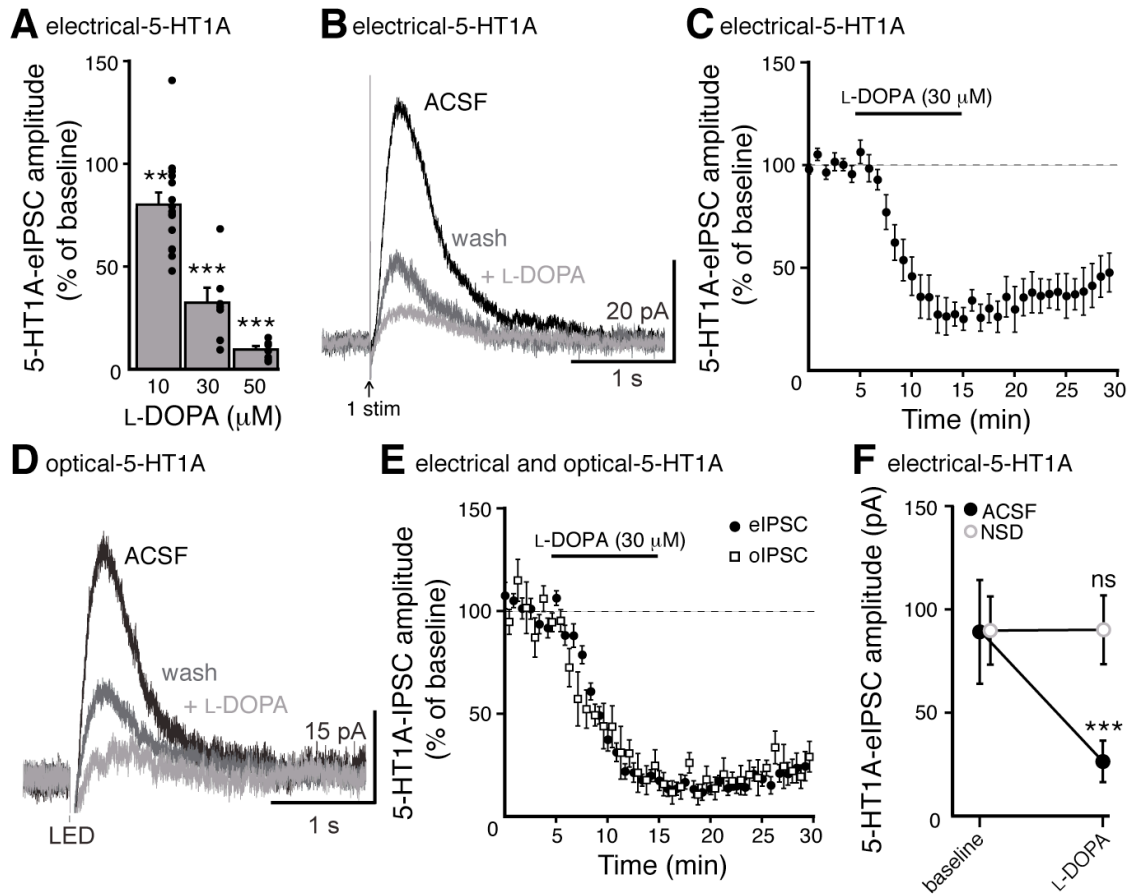 A electrical-5-HT1A
5-HT1A-eIPSC amplitude
(% of baseline)
150
100
50
0
**
***
***
10 30 50
L-DOPA (μM)
B electrical-5-HT1A
ACSF
wash
+ L-DOPA
20 pA
1 s
1 stim
C electrical-5-HT1A
5-HT1A-eIPSC amplitude
(% of baseline)
150
100
50
0
L-DOPA (30 μM)
5 10 15 20 25 30
Time (min)
D optical-5-HT1A
ACSF
wash
+ L-DOPA
15 pA
1 s
LED
E electrical and optical-5-HT1A
5-HT1A-IPSC amplitude
(% of baseline)
150
100
50
0
L-DOPA (30 μM)
eIPSC
oIPSC
5 10 15 20 25 30
Time (min)
F electrical-5-HT1A
5-HT1A-eIPSC amplitude (pA)
150
100
50
0
ACSF
NSD
ns
***
baseline
L-DOPA